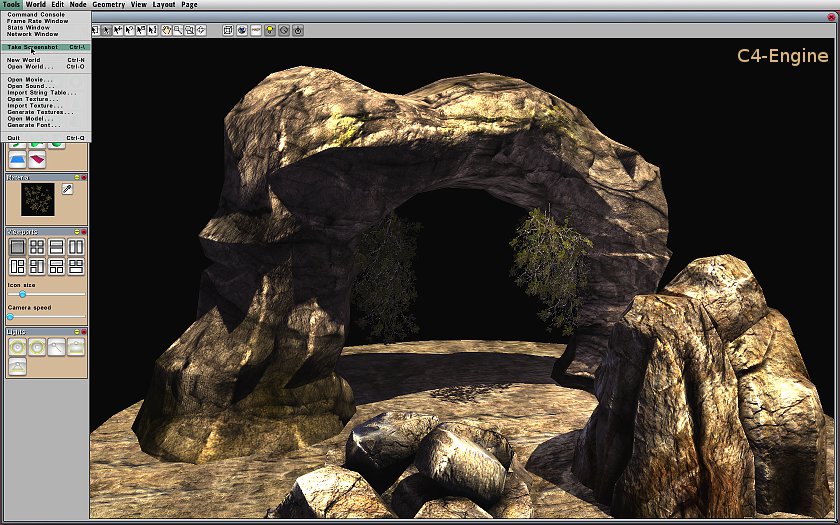 Tools World Edit Node Geometry View Layout Page
Command Console
Frame Rate Window
Stats Window
Network Window
Take Screenshot Ctrl-\
New World Ctrl-N
Open World... Ctrl-O
Open Movie...
Open Sound...
Import String Table...
Open Texture...
Import Texture...
Generate Textures...
Open Model...
Generate Font...
Quit Ctrl-Q
C4-Engine
Material
Viewports
Icon size
Camera speed
Lights